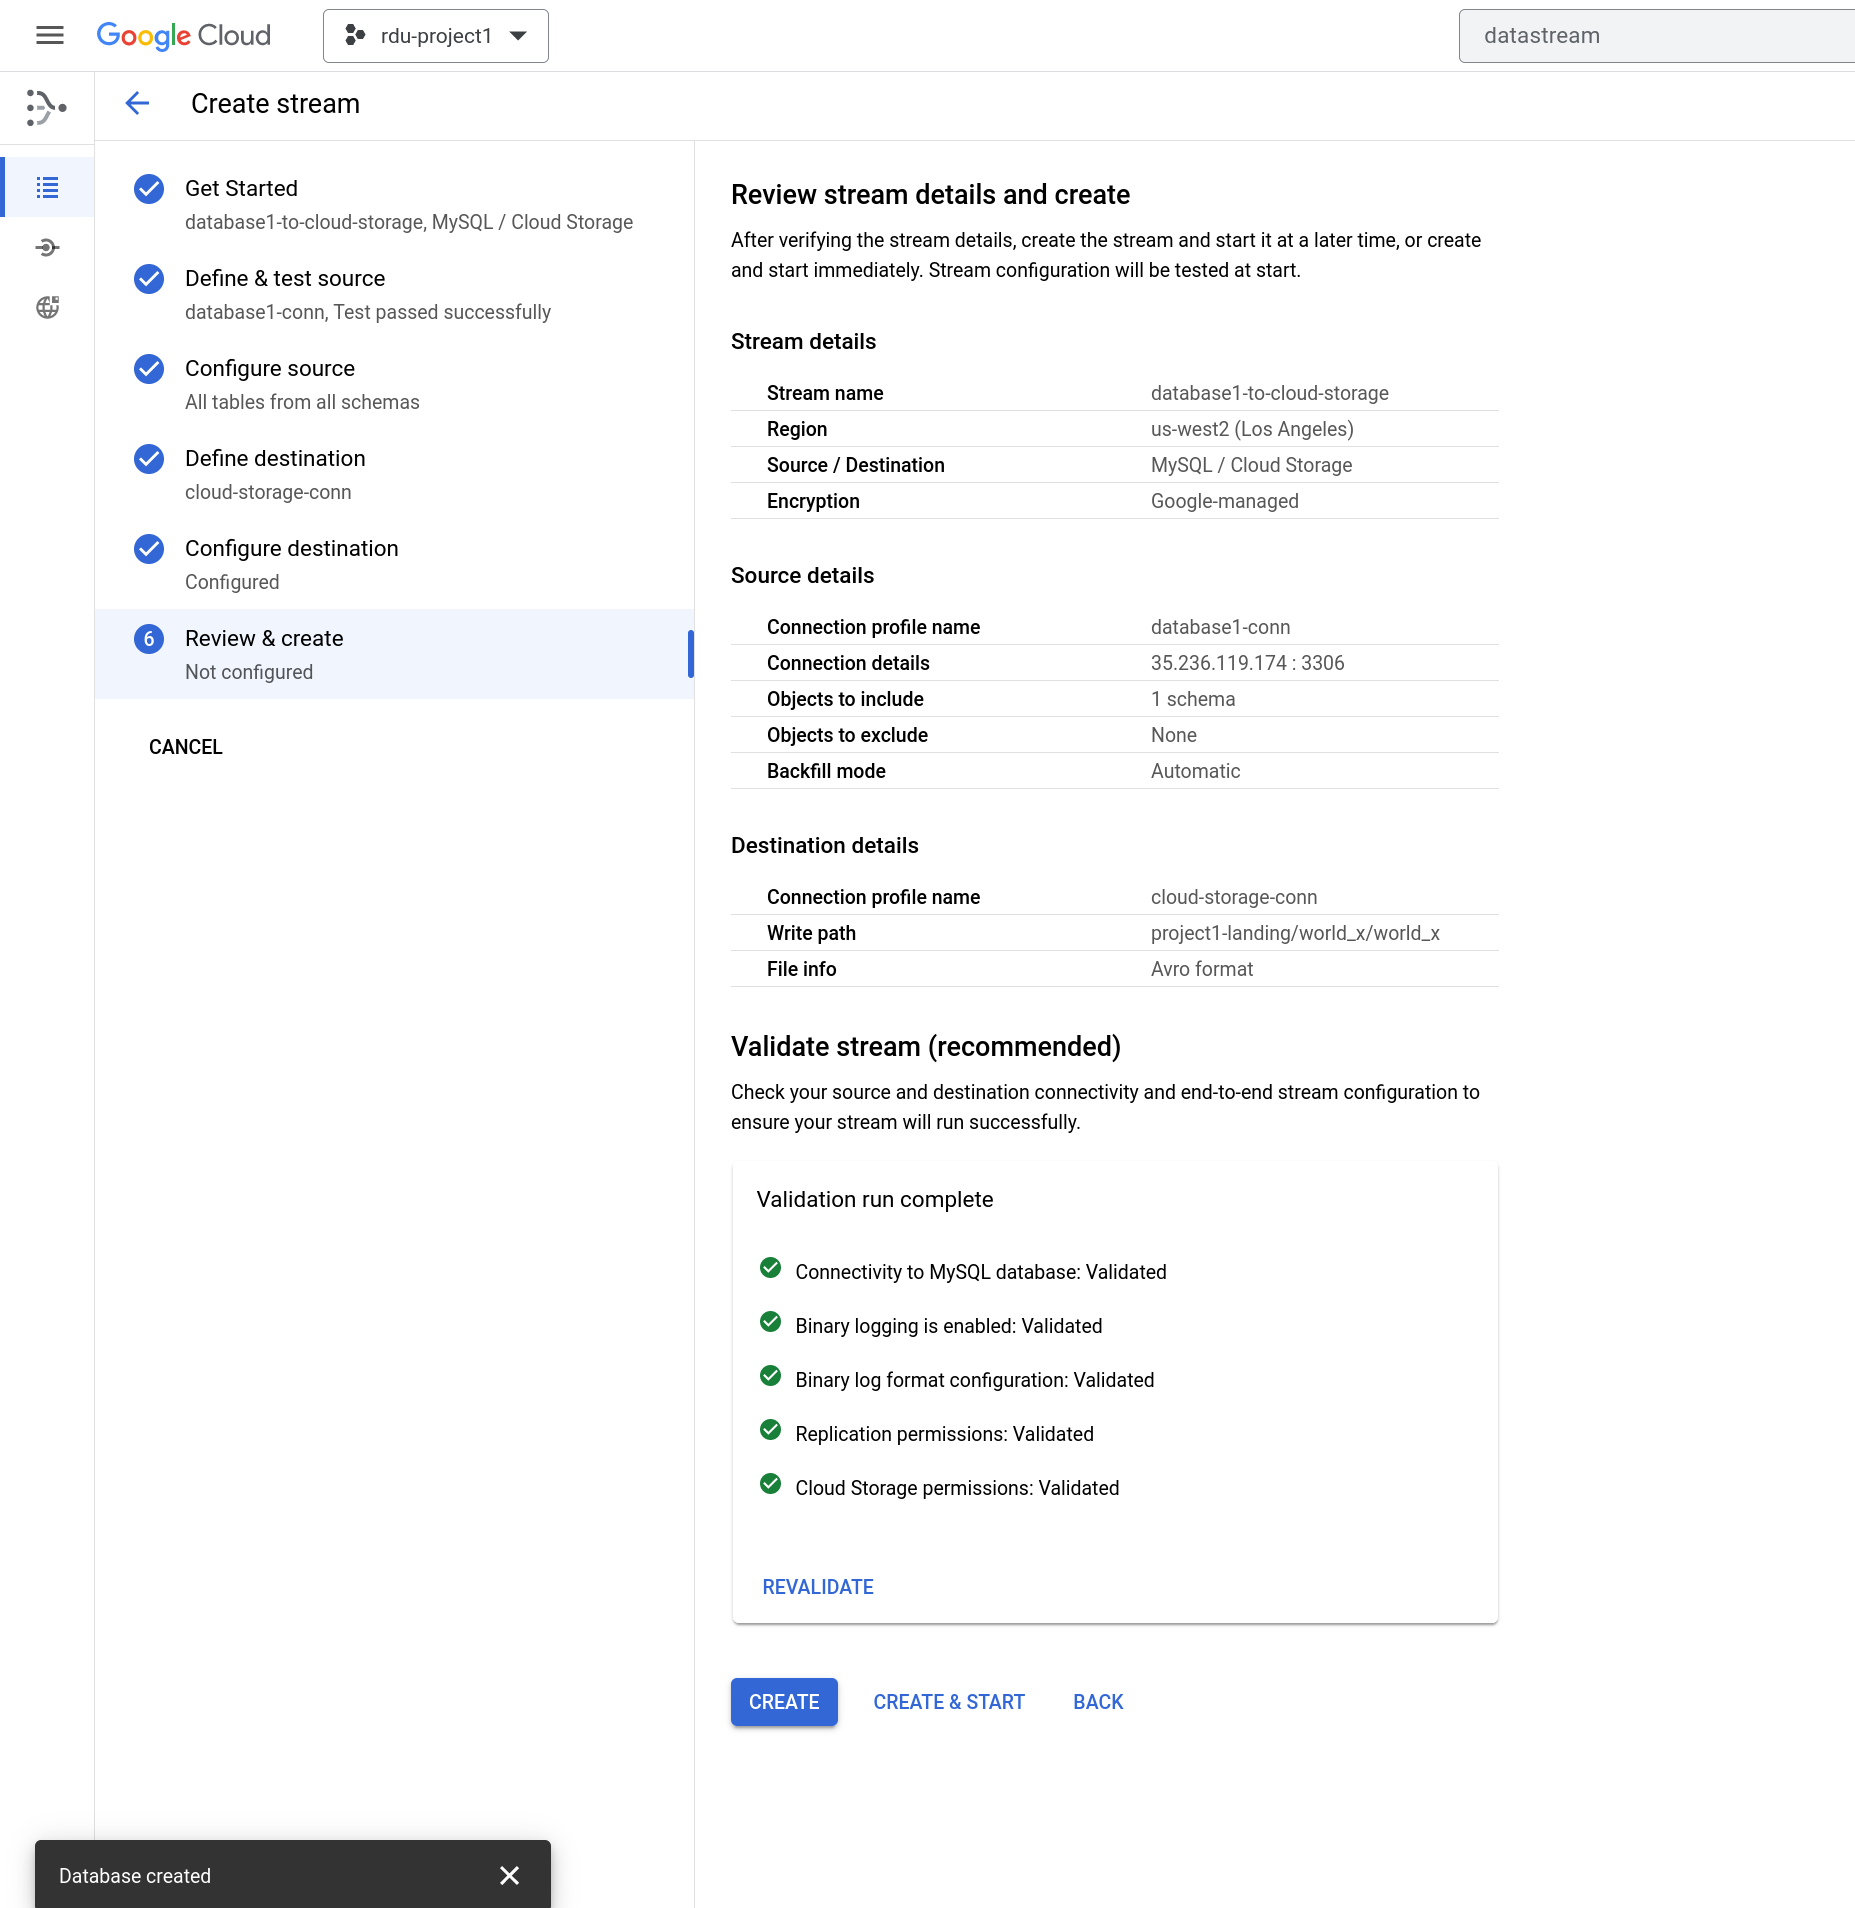 Google Cloud
rdu-project1
datastream
Create stream
Get Started
database1-to-cloud-storage, MySQL / Cloud Storage
Define & test source
database1-conn, Test passed successfully
Configure source
All tables from all schemas
Define destination
cloud-storage-conn
Configure destination
Configured
6
Review & create
Not configured
CANCEL
Review stream details and create
After verifying the stream details, create the stream and start it at a later time, or create
and start immediately. Stream configuration will be tested at start.
Stream details
Stream name database1-to-cloud-storage
Region us-west2 (Los Angeles)
Source / Destination MySQL / Cloud Storage
Encryption Google-managed
Source details
Connection profile name database1-conn
Connection details 35.236.119.174 : 3306
Objects to include 1 schema
Objects to exclude None
Backfill mode Automatic
Destination details
Connection profile name cloud-storage-conn
Write path project1-landing/world_x/world_x
File info Avro format
Validate stream (recommended)
Check your source and destination connectivity and end-to-end stream configuration to
ensure your stream will run successfully.
Validation run complete
Connectivity to MySQL database: Validated
Binary logging is enabled: Validated
Binary log format configuration: Validated
Replication permissions: Validated
Cloud Storage permissions: Validated
REVALIDATE
CREATE CREATE & START BACK
Database created